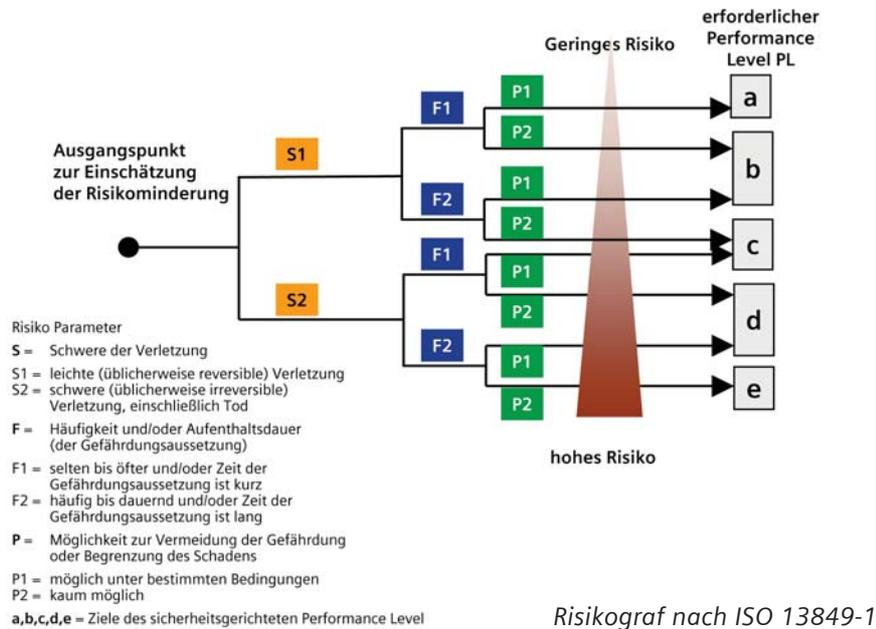 erforderlicher
Performance
Level PL
Geringes Risiko
a
P1
F1
P2
Ausgangspunkt
zur Einschätzung
der Risikominderung
S1
b
P1
F2
P2
c
F1
P1
S2
P2
d
F2
P1
e
P2
hohes Risiko
Risiko Parameter
S = Schwere der Verletzung
S1 = leichte (üblicherweise reversible) Verletzung
S2 = schwere (üblicherweise irreversible)
Verletzung, einschließlich Tod
F = Häufigkeit und/oder Aufenthaltsdauer
(der Gefährdungsaussetzung)
F1 = selten bis öfter und/oder Zeit der
Gefährdungsaussetzung ist kurz
F2 = häufig bis dauernd und/oder Zeit der
Gefährdungsaussetzung ist lang
P = Möglichkeit zur Vermeidung der Gefährdung
oder Begrenzung des Schadens
P1 = möglich unter bestimmten Bedingungen
P2 = kaum möglich
a,b,c,d,e = Ziele des sicherheitsgerichteten Performance Level
Risikograf nach ISO 13849-1